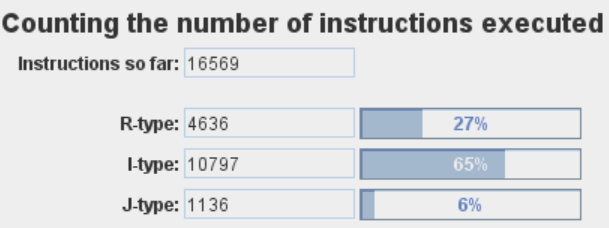 Counting the number of instructions executed
Instructions so far: 16569
R-type: 4636 27%
I-type: 10797 65%
J-type: 1136 6%